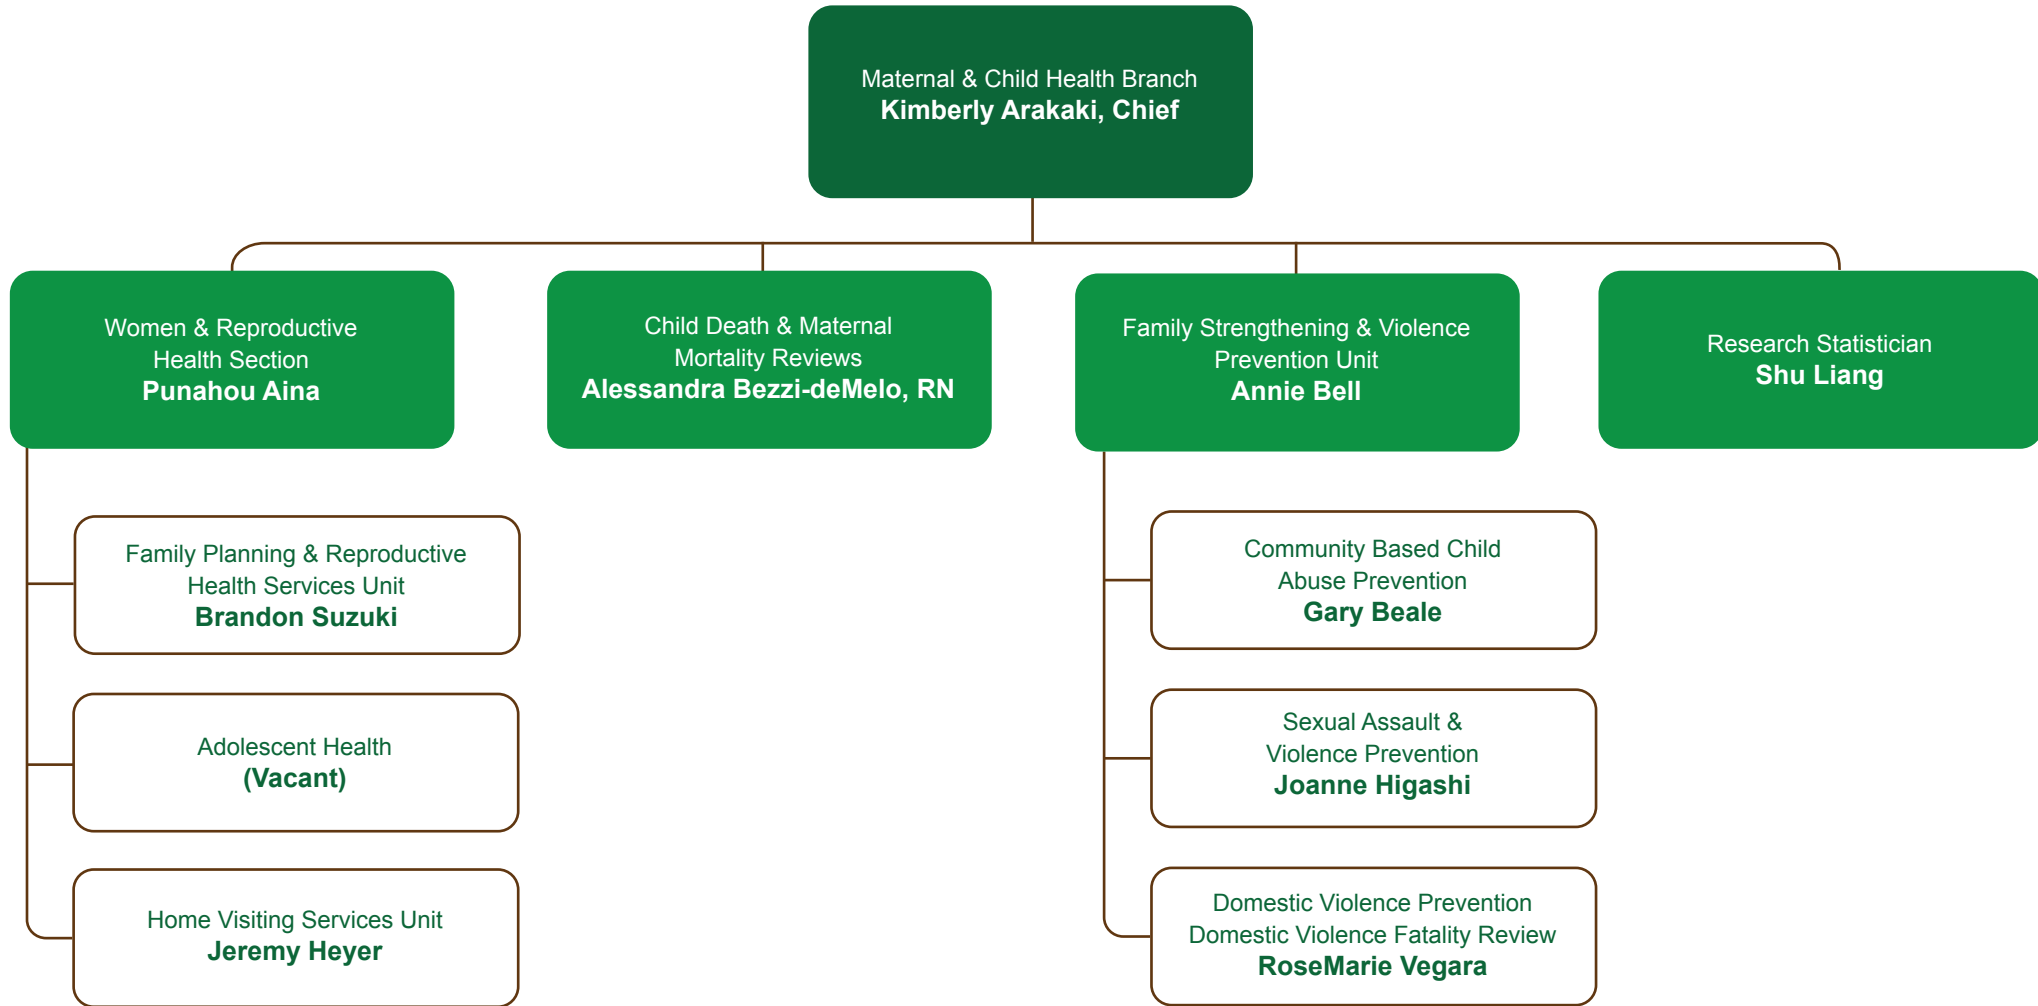 Maternal & Child Health Branch
Kimberly Arakaki, Chief
Women & Reproductive
Health Section
Punahou Aina
Child Death & Maternal
Mortality Reviews
Alessandra Bezzi-deMelo, RN
Family Strengthening & Violence
Prevention Unit
Annie Bell
Research Statistician
Shu Liang
Family Planning & Reproductive
Health Services Unit
Brandon Suzuki
Adolescent Health
(Vacant)
Home Visiting Services Unit
Jeremy Heyer
Community Based Child
Abuse Prevention
Gary Beale
Sexual Assault &
Violence Prevention
Joanne Higashi
Domestic Violence Prevention
Domestic Violence Fatality Review
RoseMarie Vegara